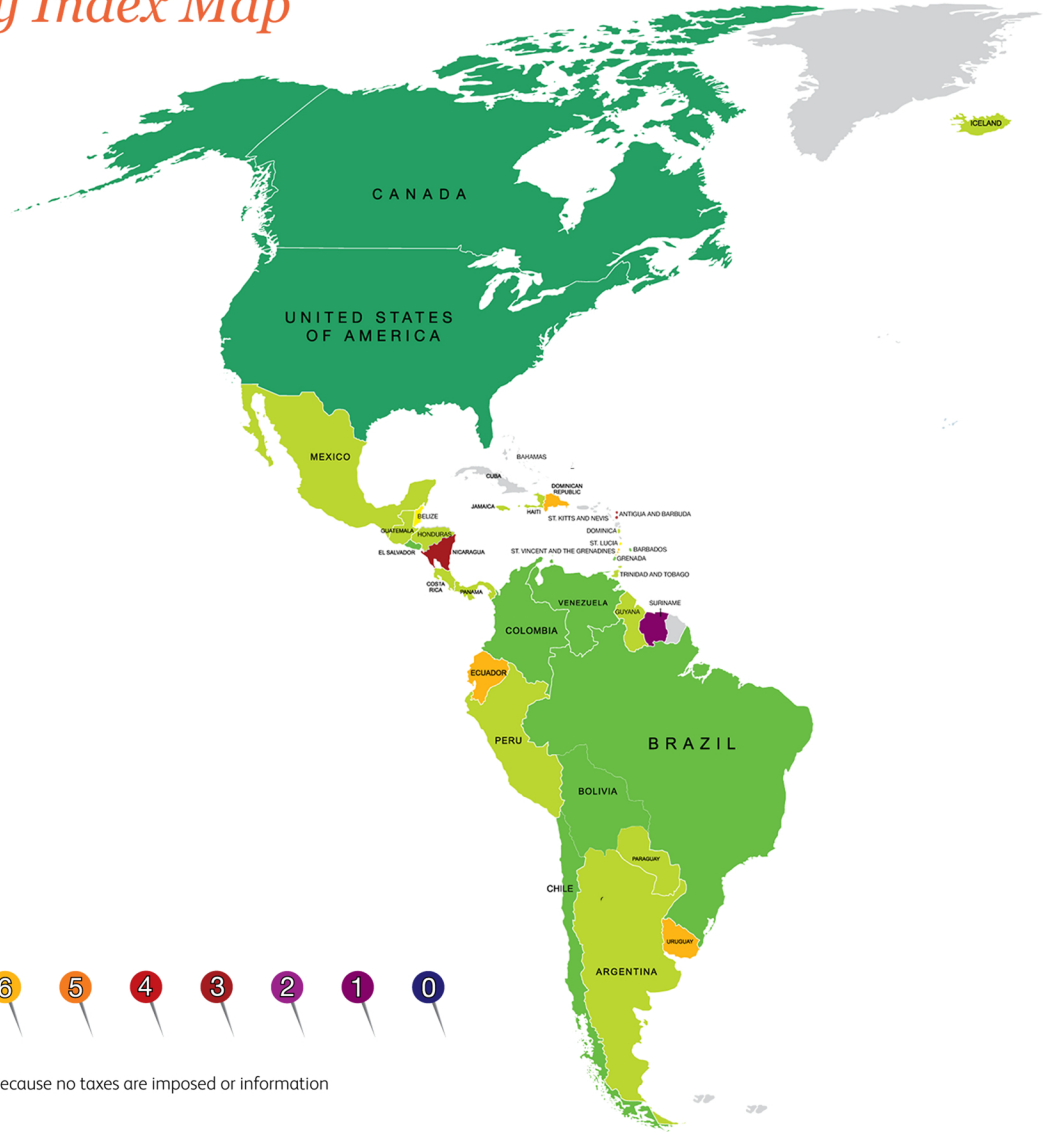 y Index Map
ICELAND
CANADA
UNITED STATES
OF AMERICA
MEXICO
BAHAMAS
CUBA
DOMINICAN
REPUBLIC
JAMAICA
HAITI
ST. KITTS AND NEVIS
ANTIGUA AND BARBUDA
BELIZE
GUATEMALA
HONDURAS
DOMINICA
ST. LUCIA
EL SALVADOR
NICARAGUA
ST. VINCENT AND THE GRENADINES
BARBADOS
GRENADA
TRINIDAD AND TOBAGO
COSTA
RICA
PANAMA
VENEZUELA
SURINAME
GUYANA
COLOMBIA
ECUADOR
PERU
BRAZIL
BOLIVIA
PARAGUAY
CHILE
URUGUAY
ARGENTINA
6 5 4 3 2 1 0
ecause no taxes are imposed or information